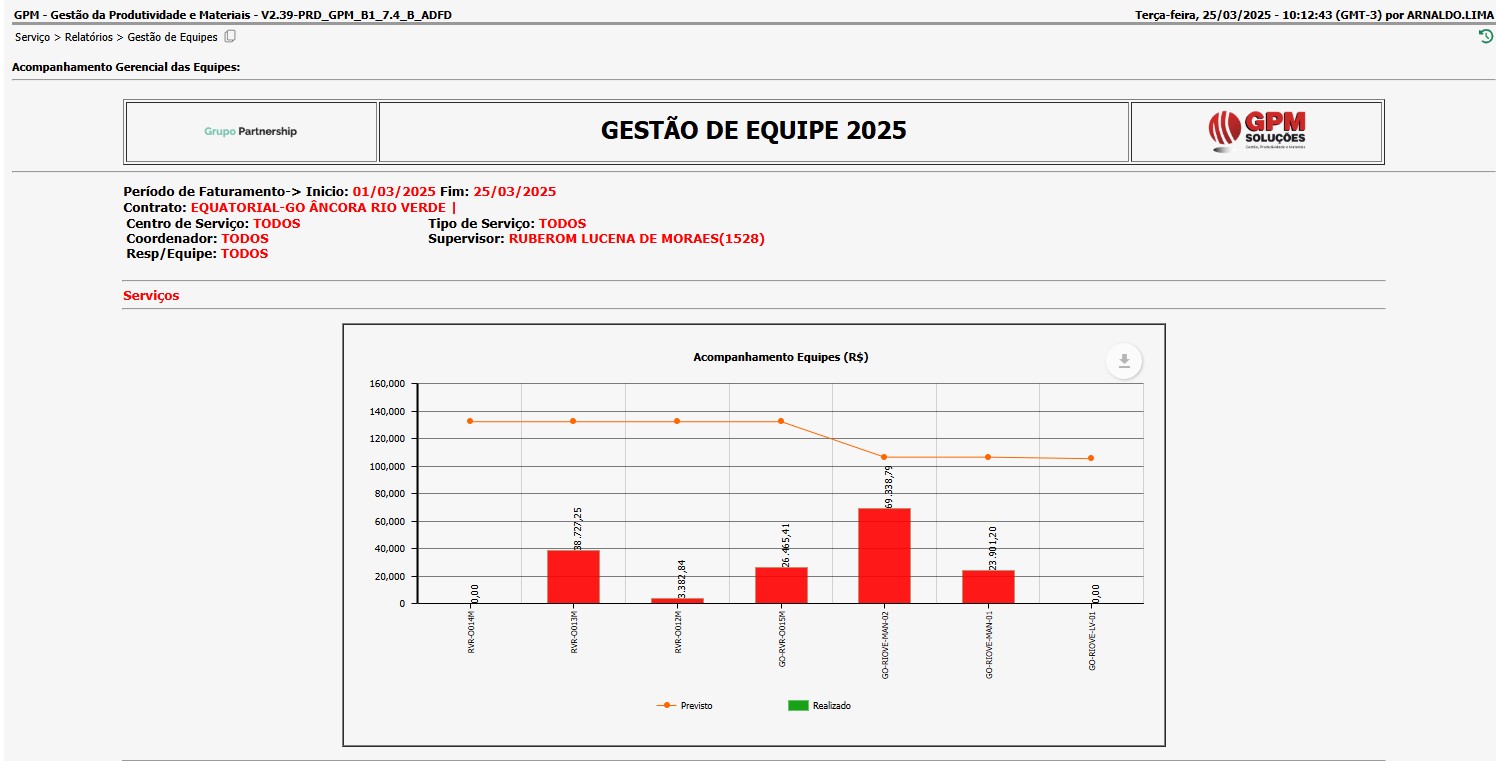 GPM - Gestão da Produtividade e Materiais - V2.39-PRD_GPM_B1_7.4_B_ADFD
Terça-feira, 25/03/2025 - 10:12:43 (GMT-3) por ARNALDO.LIMA
Serviço > Relatórios > Gestão de Equipes
Acompanhamento Gerencial das Equipes:
Grupo Partnership
GESTÃO DE EQUIPE 2025
GPM
SOLUÇÕES
Período de Faturamento-> Inicio: 01/03/2025 Fim: 25/03/2025
Contrato: EQUATORIAL-GO ÂNCORA RIO VERDE |
Centro de Serviço: TODOS
Tipo de Serviço: TODOS
Coordenador: TODOS
Supervisor: RUBEROM LUCENA DE MORAES(1528)
Resp/Equipe: TODOS
Serviços
Acompanhamento Equipes (R$)
160,000
140,000
120,000
100,000
80,000
60,000
40,000
20,000
0
0,00
38.727,25
3.382,84
26.465,41
69.338,79
23.901,20
0,00
RVR-O014M
RVR-O013M
RVR-O012M
GO-RVR-O015M
GO-RIOVE-MAN-02
GO-RIOVE-MAN-01
GO-RIOVE-LV-01
Previsto
Realizado